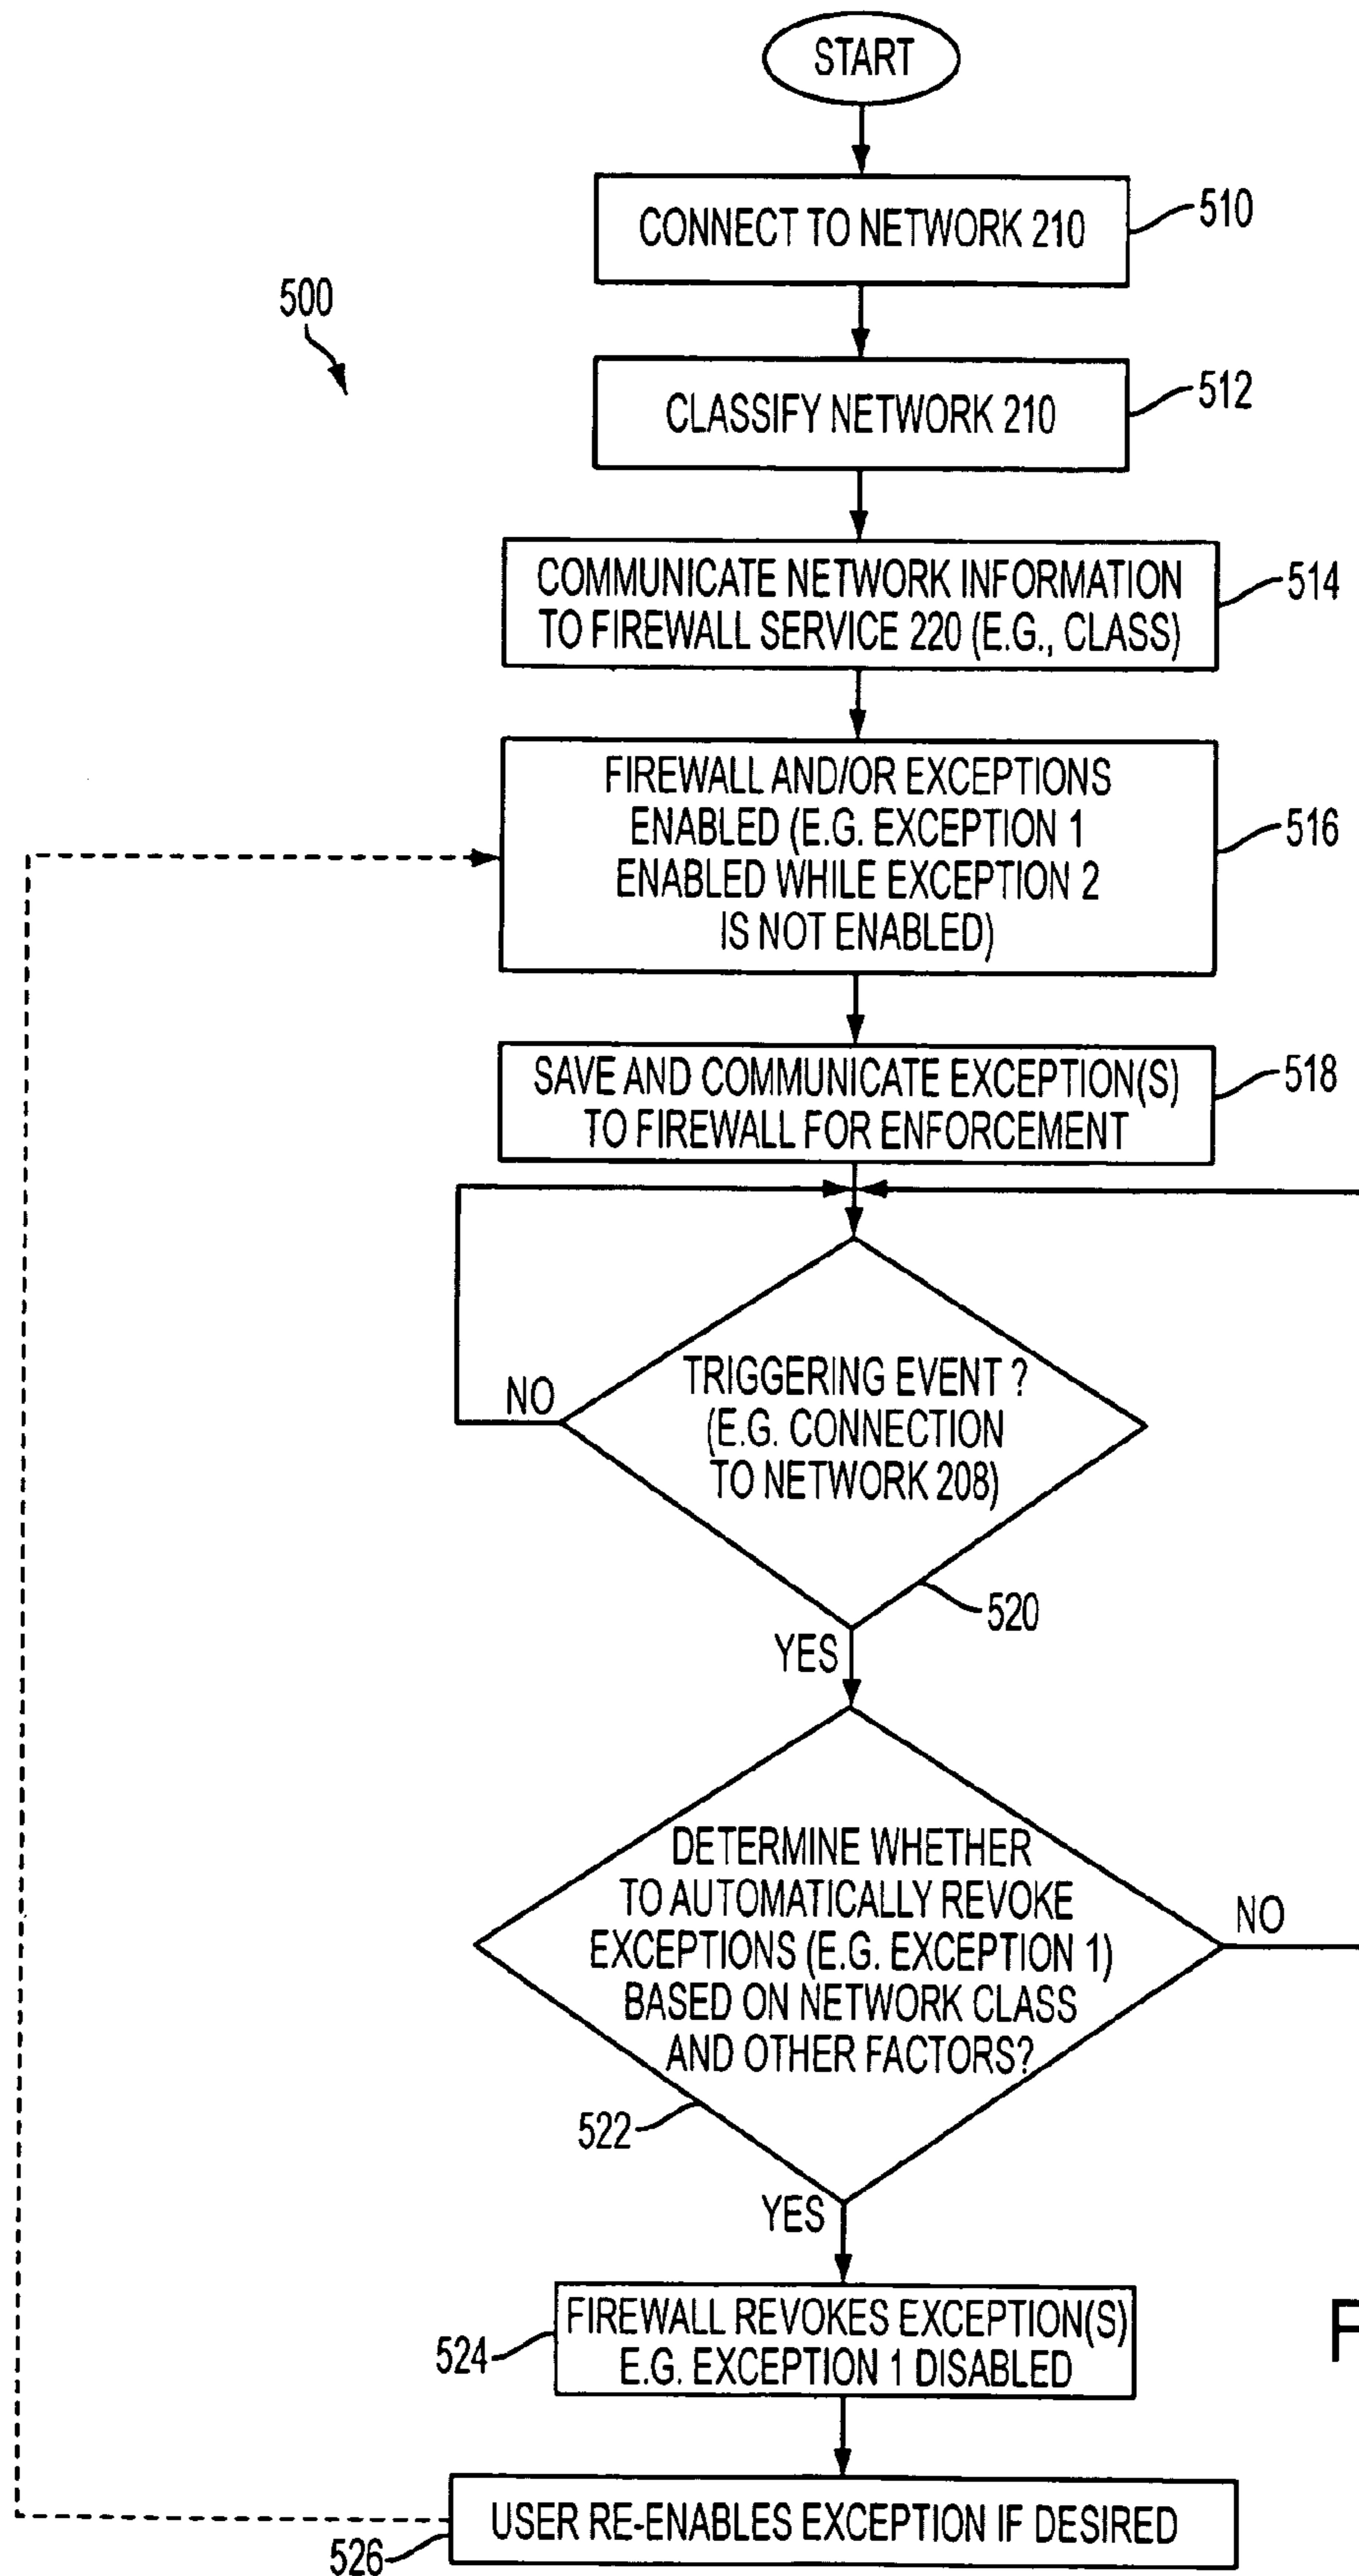 START
CONNECT TO NETWORK 210
510
500
CLASSIFY NETWORK 210
512
COMMUNICATE NETWORK INFORMATION
TO FIREWALL SERVICE 220 (E.G., CLASS)
514
FIREWALL AND/OR EXCEPTIONS
ENABLED (E.G. EXCEPTION 1
ENABLED WHILE EXCEPTION 2
IS NOT ENABLED)
516
SAVE AND COMMUNICATE EXCEPTION(S)
TO FIREWALL FOR ENFORCEMENT
518
TRIGGERING EVENT ?
(E.G. CONNECTION
TO NETWORK 208)
NO
520
YES
DETERMINE WHETHER
TO AUTOMATICALLY REVOKE
EXCEPTIONS (E.G. EXCEPTION 1)
BASED ON NETWORK CLASS
AND OTHER FACTORS?
NO
522
YES
FIREWALL REVOKES EXCEPTION(S)
E.G. EXCEPTION 1 DISABLED
524
F
USER RE-ENABLES EXCEPTION IF DESIRED
526